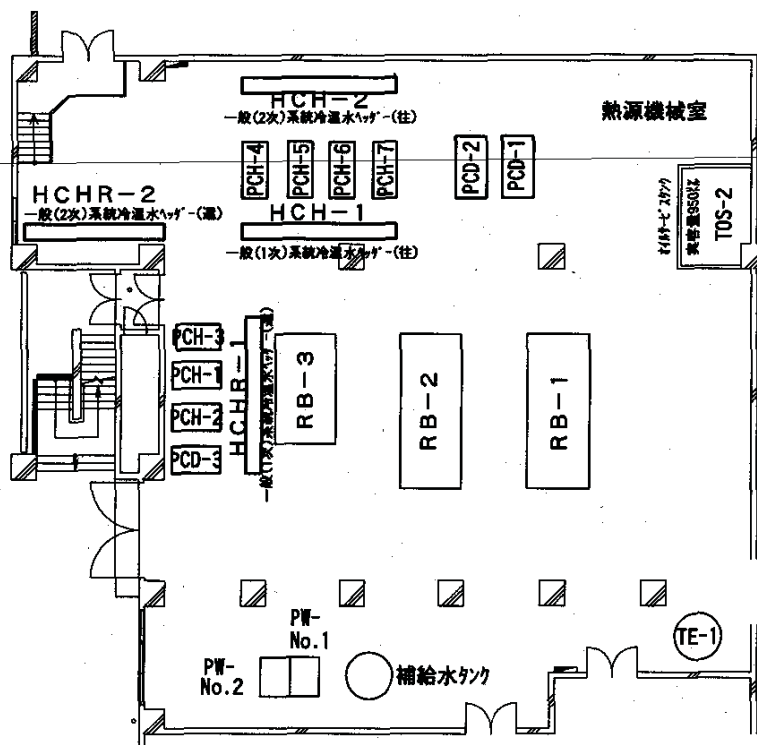 HCH-2
一般(2次)系統冷温水ヘッダｰ(往)
熱源機械室
PCH-4
PCH-5
PCH-6
PCH-7
PCD-2
PCD-1
HCHR-2
一般(2次)系統冷温水ヘッダｰ(還)
HCH-1
一般(1次)系統冷温水ヘッダｰ(往)
オイルサービスタンク
実容量950リットル
TOS-2
PCH-3
PCH-1
PCH-2
PCD-3
HCHR-1
一般(1次)系統冷温水ヘッダｰ(還)
RB-3
RB-2
RB-1
PW-
No.1
PW-
No.2
補給水タンク
TE-1